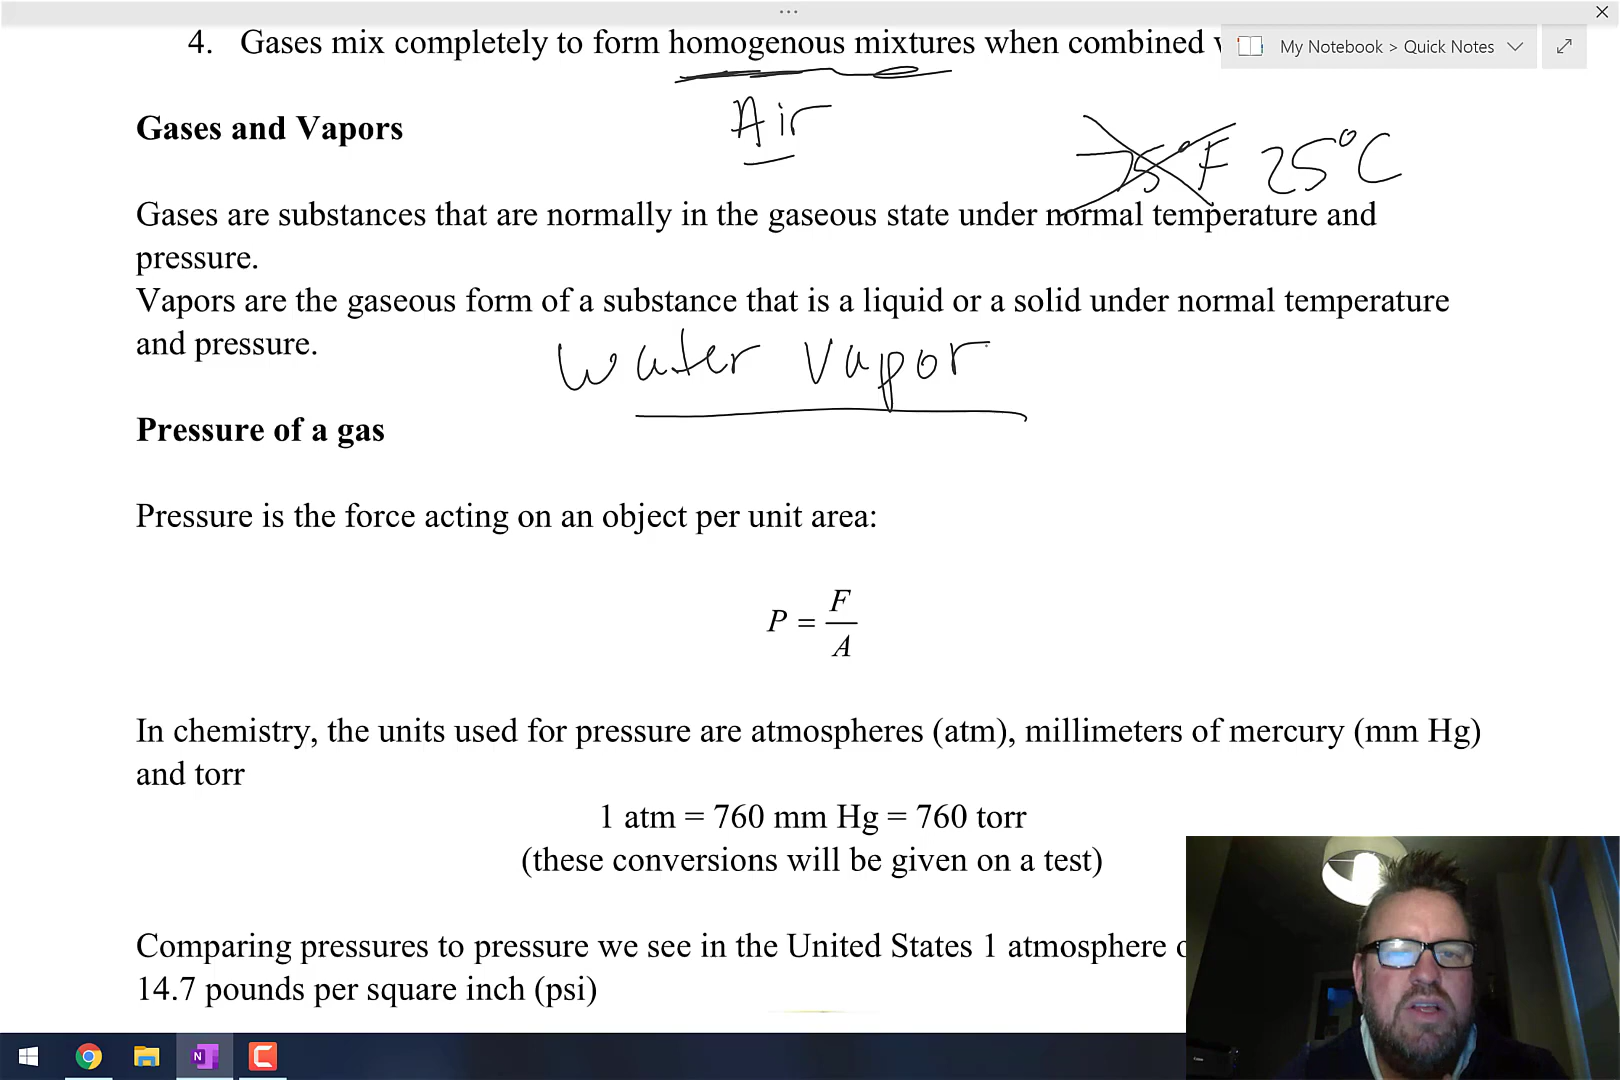 4. Gases mix completely to form homogenous mixtures when combined
My Notebook > Quick Notes
Air
Gases and Vapors
25°F 25°C
Gases are substances that are normally in the gaseous state under normal temperature and
pressure.
Vapors are the gaseous form of a substance that is a liquid or a solid under normal temperature
and pressure.
Water Vapor
Pressure of a gas
Pressure is the force acting on an object per unit area:
P = F/A
In chemistry, the units used for pressure are atmospheres (atm), millimeters of mercury (mm Hg)
and torr
1 atm = 760 mm Hg = 760 torr
(these conversions will be given on a test)
Comparing pressures to pressure we see in the United States 1 atmosphere
14.7 pounds per square inch (psi)